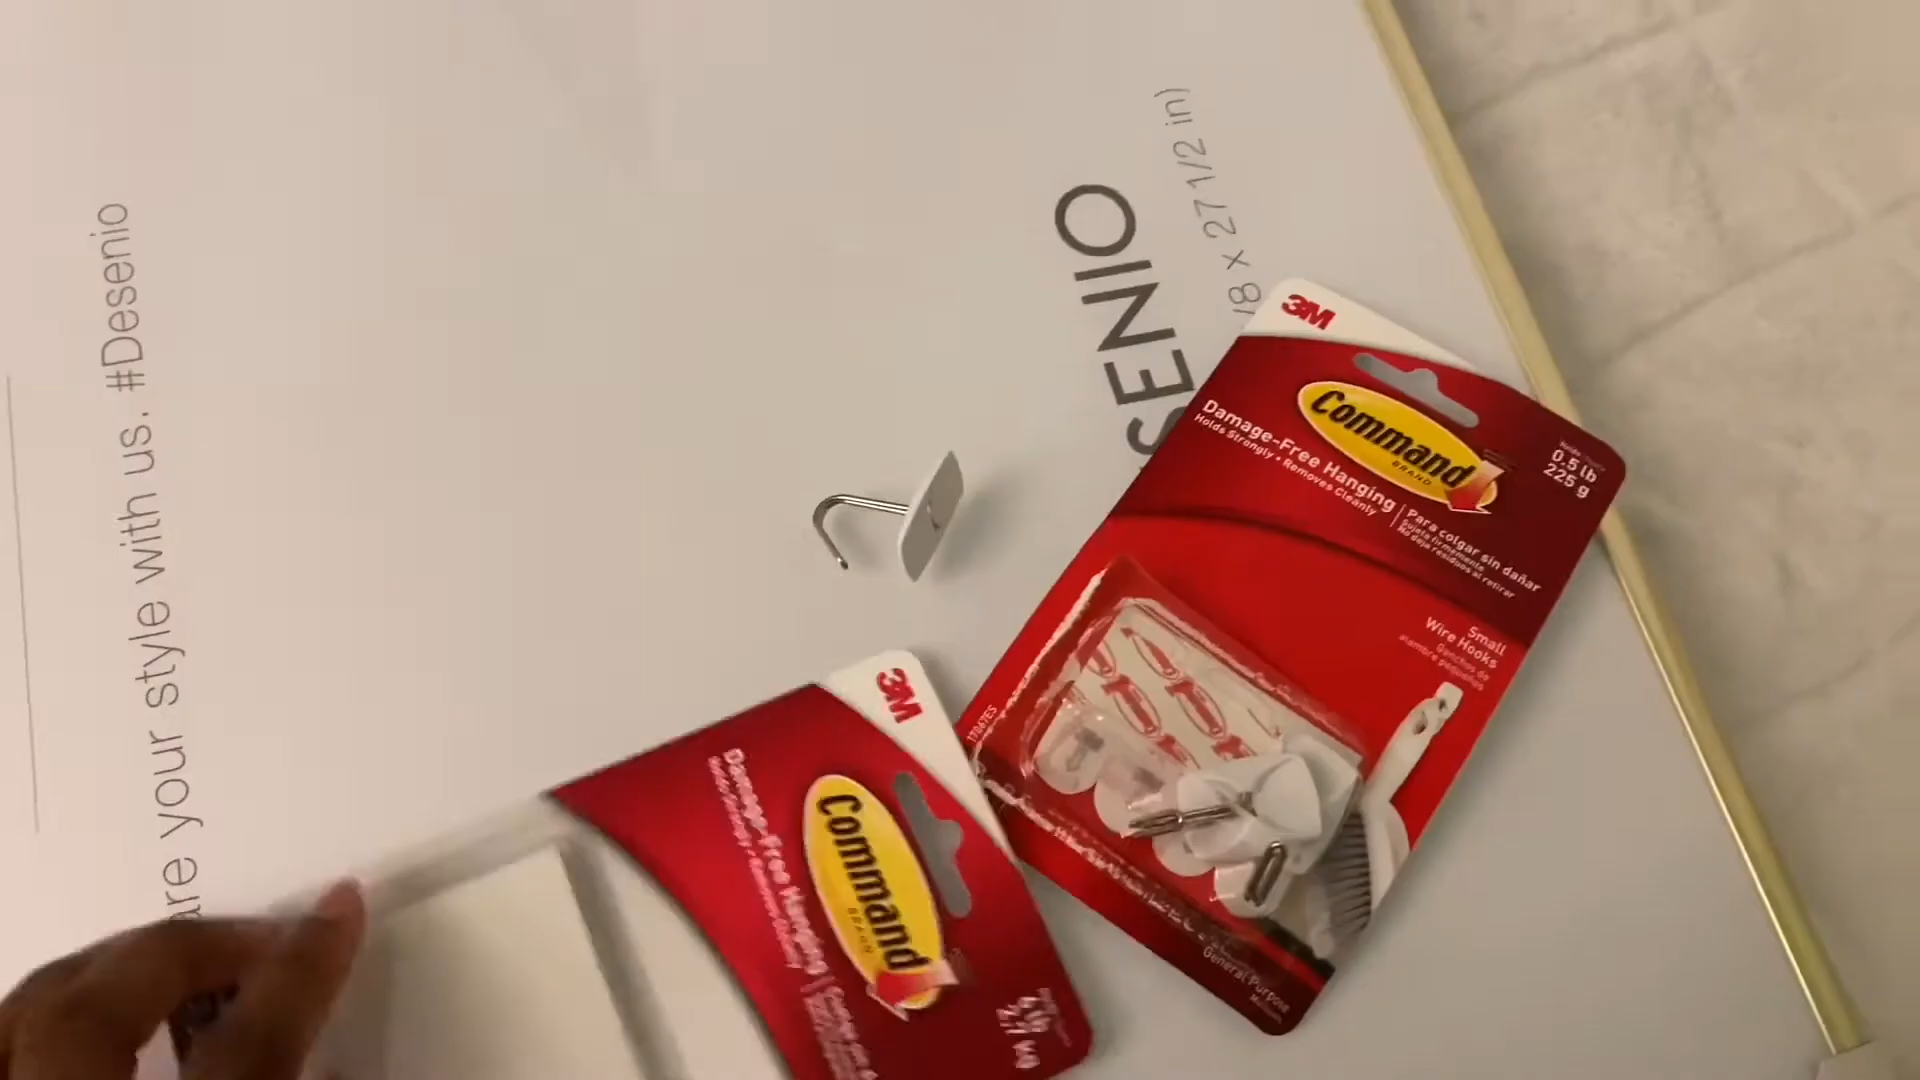 are your style with us. #Desenio
SENIO
8 x 27 1/2 in)
3M
Command
BRAND
Damage-Free Hanging
Holds Strongly • Removes Cleanly
Para colgar sin dañar
Sujeta firmemente
No deja residuos al retirar
0.5 lb
225 g
Small
Wire Hooks
Ganchos de
alambre pequeños
17067ES
General Purpose
3M
Command
BRAND
Damage-Free Hanging